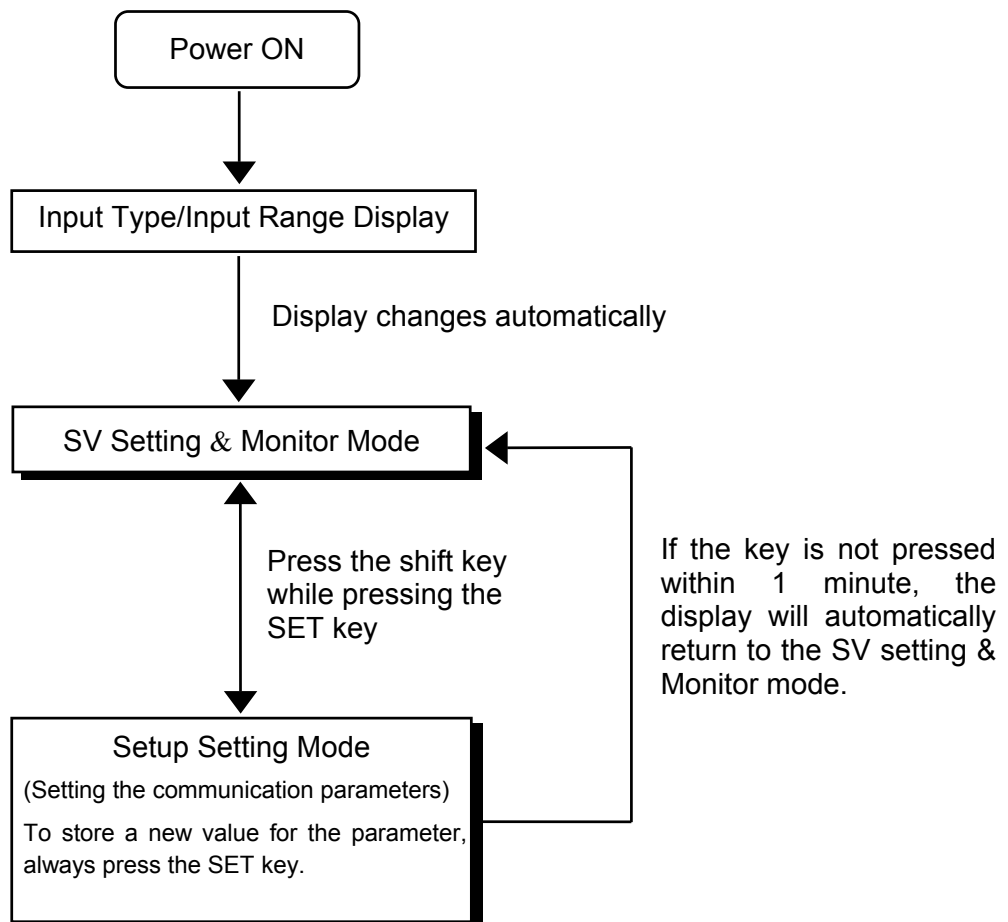 Power ON
Input Type/Input Range Display
Display changes automatically
SV Setting & Monitor Mode
Press the shift key
while pressing the
SET key
If the key is not pressed
within 1 minute, the
display will automatically
return to the SV setting &
Monitor mode.
Setup Setting Mode
(Setting the communication parameters)
To store a new value for the parameter,
always press the SET key.